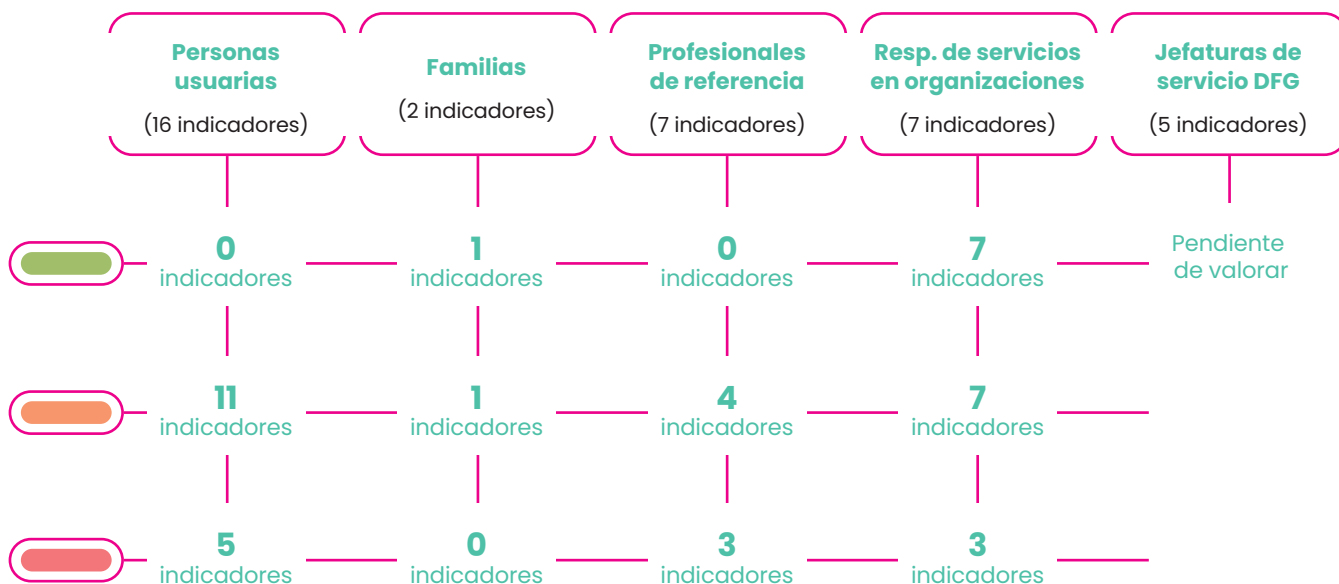 Personas
usuarias
(16 indicadores)
Familias
(2 indicadores)
Profesionales
de referencia
(7 indicadores)
Resp. de servicios
en organizaciones
(7 indicadores)
Jefaturas de
servicio DFG
(5 indicadores)
0
indicadores
1
indicadores
0
indicadores
7
indicadores
Pendiente
de valorar
11
indicadores
1
indicadores
4
indicadores
7
indicadores
5
indicadores
0
indicadores
3
indicadores
3
indicadores